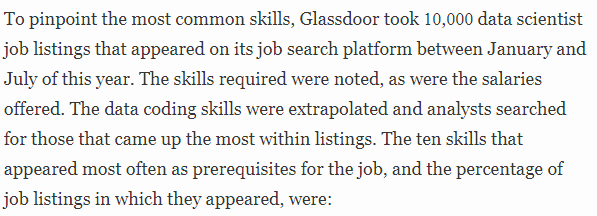 To pinpoint the most common skills, Glassdoor took 10,000 data scientist
job listings that appeared on its job search platform between January and
July of this year. The skills required were noted, as were the salaries
offered. The data coding skills were extrapolated and analysts searched
for those that came up the most within listings. The ten skills that
appeared most often as prerequisites for the job, and the percentage of
job listings in which they appeared, were: